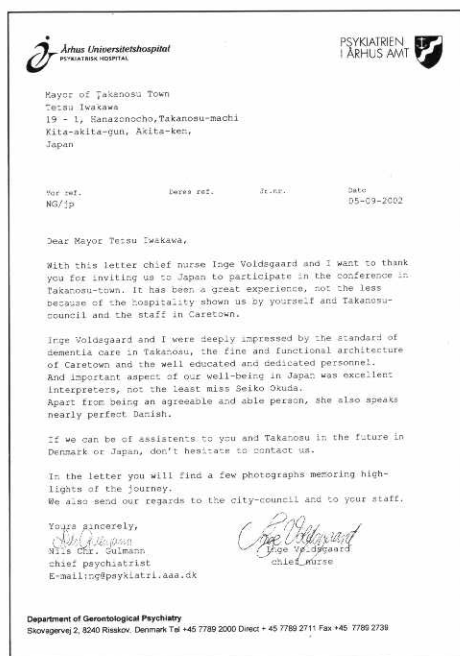 Århus Universitetshospital
PSYKIATRISK HOSPITAL
PSYKIATRIEN
I ÅRHUS AMT
Mayor of Takanosu Town
Tetsu Iwakawa
19 - 1, Hanazonocho,Takanosu-machi
Kita-akita-gun, Akita-ken,
Japan
Vor ref. Deres ref. Jr.nr. Dato
NG/jp 05-09-2002
Dear Mayor Tetsu Iwakawa,
With this letter chief nurse Inge Voldsgaard and I want to thank
you for inviting us to Japan to participate in the conference in
Takanosu-town. It has been a great experience, not the less
because of the hospitality shown us by yourself and Takanosu-
council and the staff in Caretown.
Inge Voldsgaard and I were deeply impressed by the standard of
dementia care in Takanosu, the fine and functional architecture
of Caretown and the well educated and dedicated personnel.
And important aspect of our well-being in Japan was excellent
interpreters, not the least miss Seiko Okuda.
Apart from being an agreeable and able person, she also speaks
nearly perfect Danish.
If we can be of assistents to you and Takanosu in the future in
Denmark or Japan, don't hesitate to contact us.
In the letter you will find a few photographs memoring high-
lights of the journey.
We also send our regards to the city-council and to your staff.
Yours sincerely,
Inge Voldsgaard
Nils Chr. Gulmann Inge Voldsgaard
chief psychiatrist chief nurse
E-mail:ng@psykiatri.aaa.dk
Department of Gerontological Psychiatry
Skovagervej 2, 8240 Risskov. Denmark Tel +45 7789 2000 Direct + 45 7789 2711 Fax +45 7789 2739